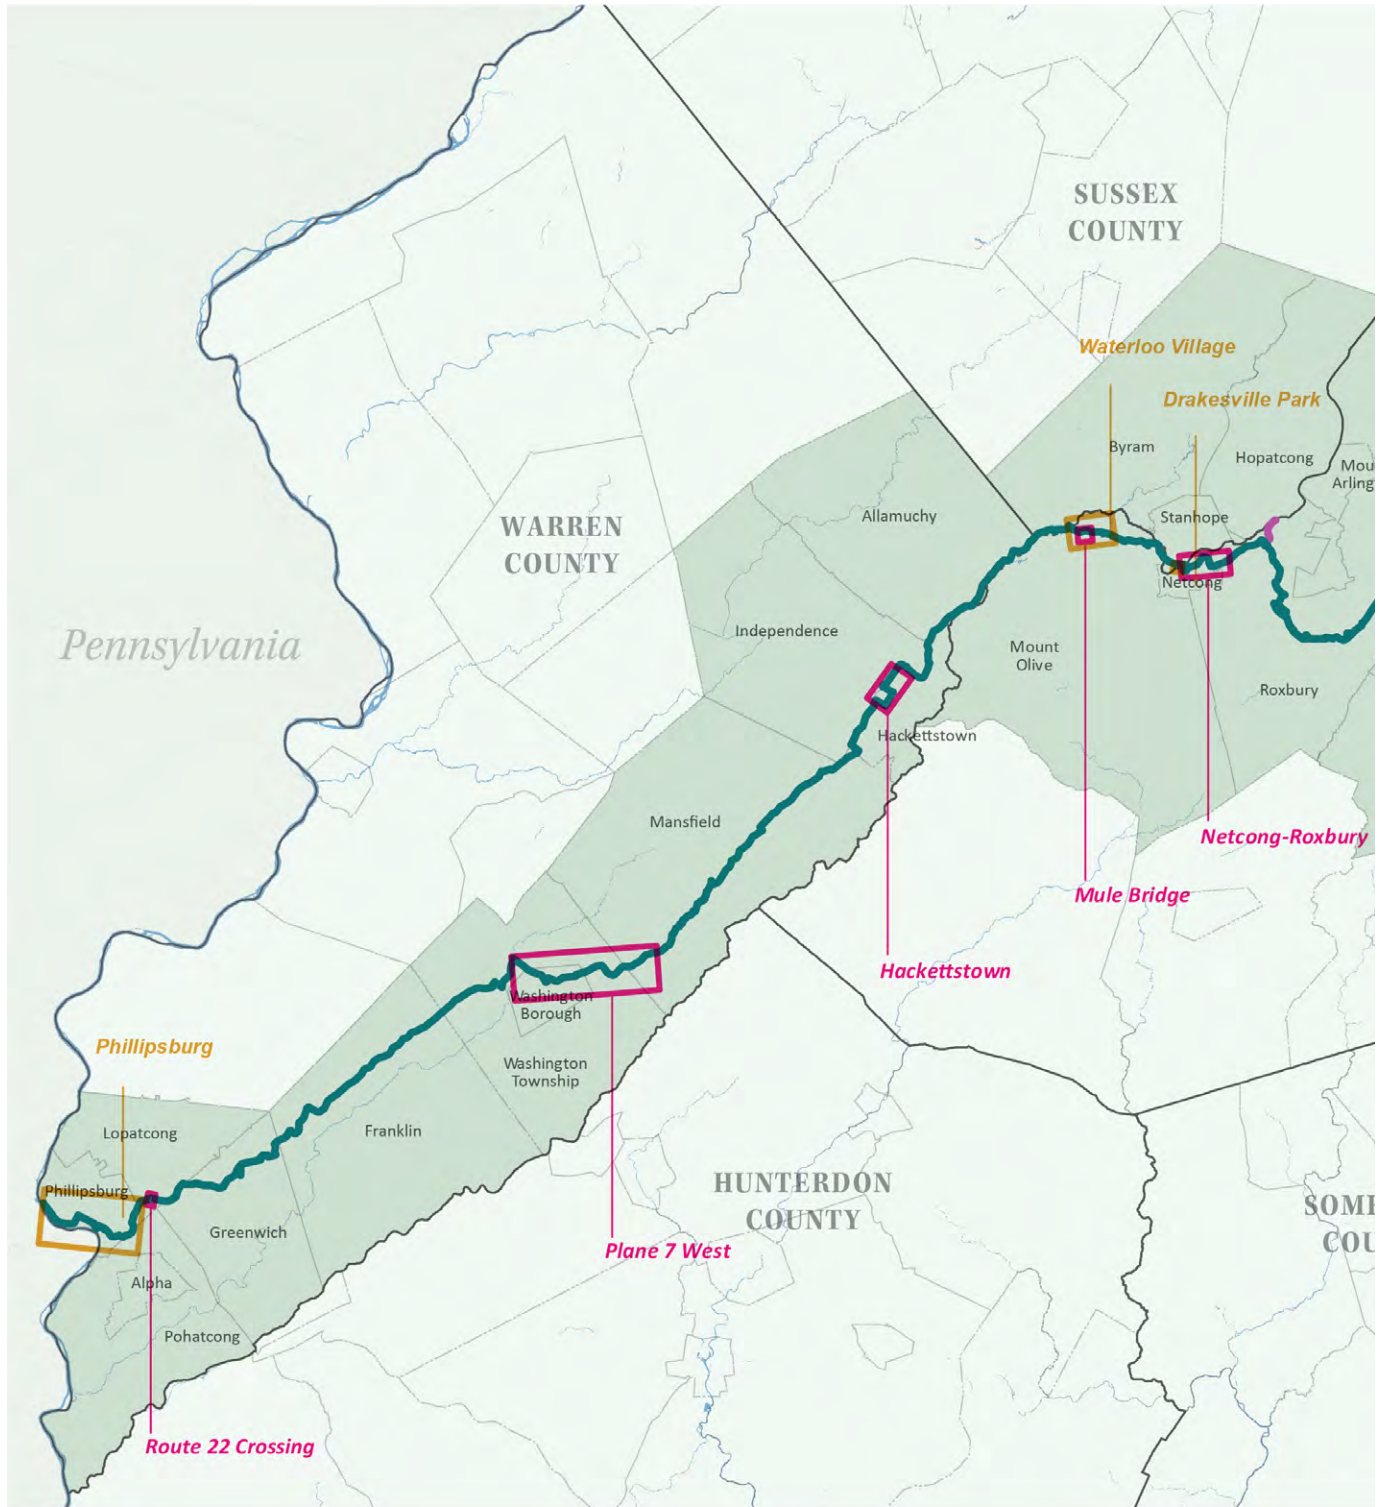 SUSSEX
COUNTY
Waterloo Village
Drakesville Park
Byram
Hopatcong
Mou
Arling
Stanhope
Allamuchy
WARREN
COUNTY
Netcong
Independence
Pennsylvania
Mount
Olive
Roxbury
Hackettstown
Mansfield
Netcong-Roxbury
Mule Bridge
Hackettstown
Washington
Borough
Phillipsburg
Washington
Township
Lopatcong
Franklin
Phillipsburg
HUNTERDON
COUNTY
SOME
COU
Greenwich
Plane 7 West
Alpha
Pohatcong
Route 22 Crossing